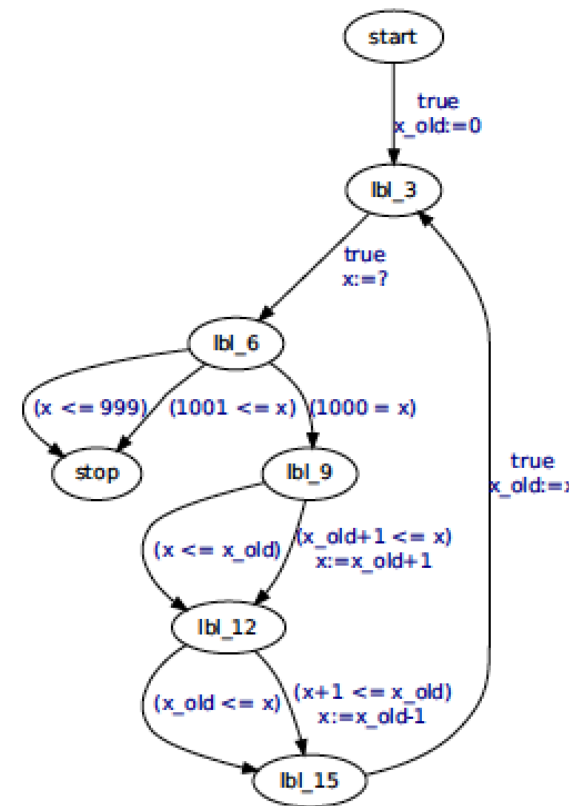 start
true
x_old:=0
lbl_3
true
x:=?
lbl_6
(x <= 999)
(1001 <= x)
(1000 = x)
stop
lbl_9
true
x_old:=x
(x <= x_old)
(x_old+1 <= x)
x:=x_old+1
lbl_12
(x_old <= x)
(x+1 <= x_old)
x:=x_old-1
lbl_15